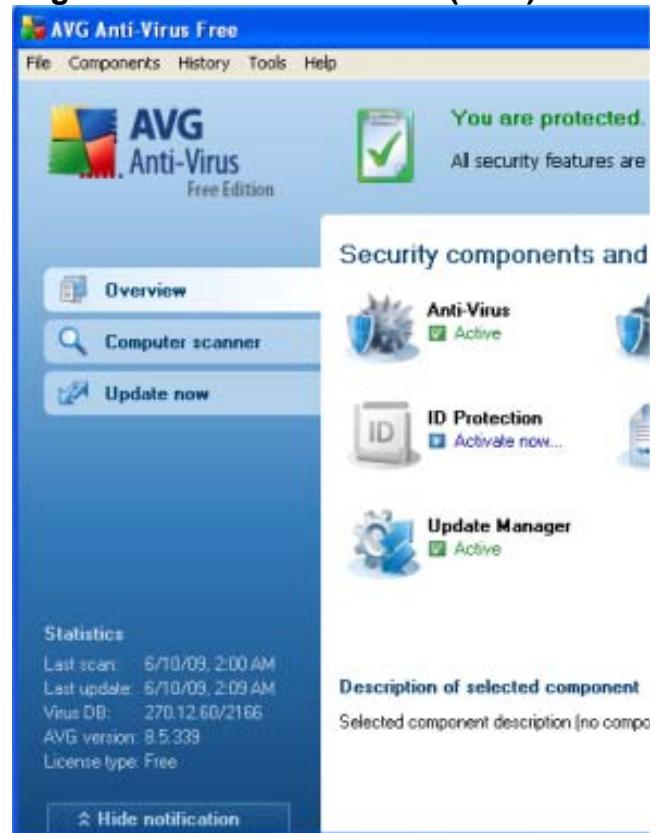 AVG Anti-Virus Free
File Components History Tools Help
AVG
Anti-Virus
Free Edition
You are protected.
All security features are
Security components and
Overview
Computer scanner
Update now
Anti-Virus
Active
ID Protection
Activate now...
Update Manager
Active
Statistics
Last scan: 6/10/09, 2:00 AM
Last update: 6/10/09, 2:09 AM
Virus DB: 270.12.60/2166
AVG version: 8.5.339
License type: Free
Description of selected component
Selected component description (no compo
Hide notification